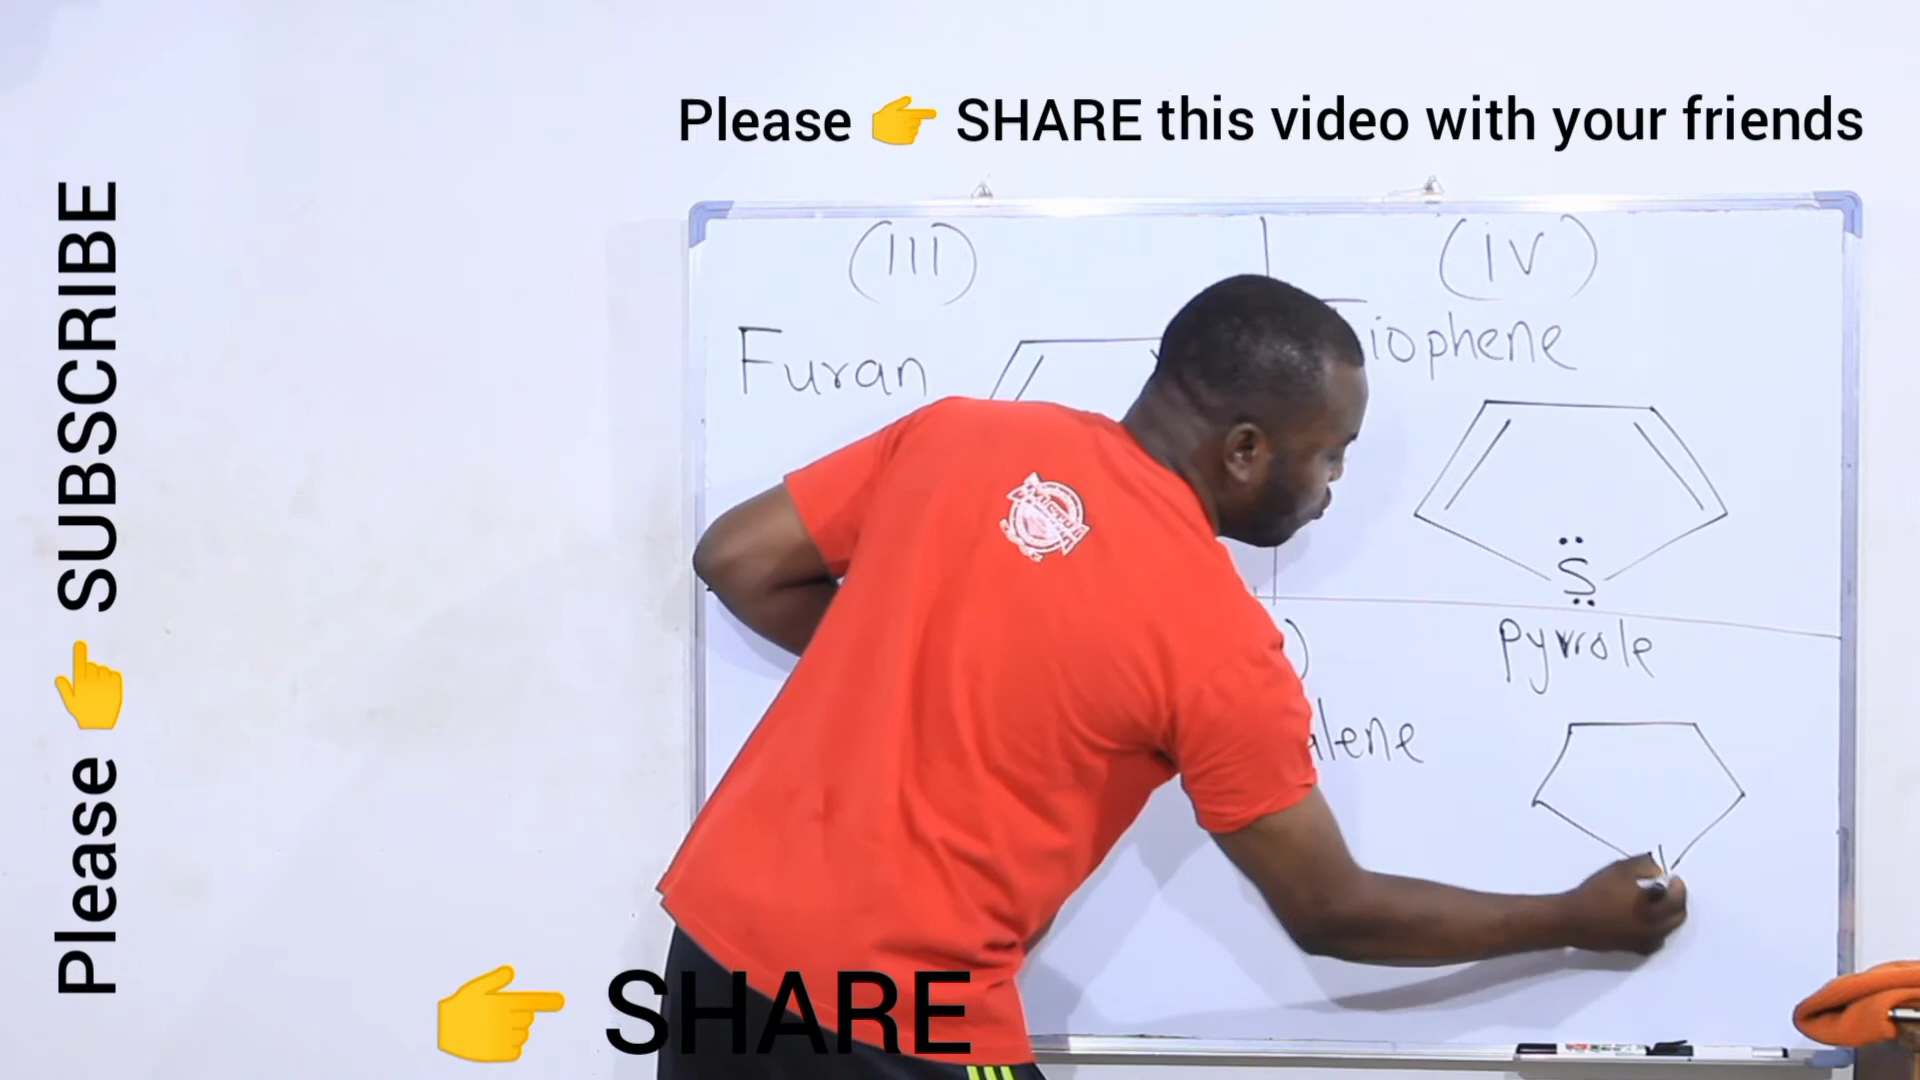 Please 👉 SHARE this video with your friends
Please 👉 SUBSCRIBE
(III)
(iv)
Furan
iophene
S
)
pyrrole
alene
👉 SHARE